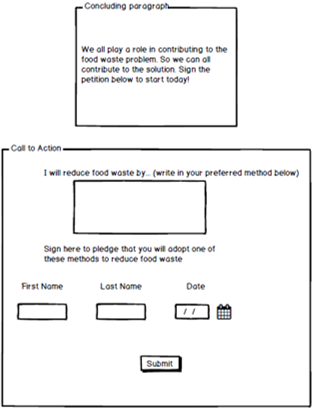 Concluding paragraph
We all play a role in contributing to the
food waste problem. So we can all
contribute to the solution. Sign the
petition below to start today!
Call to Action
I will reduce food waste by... (write in your preferred method below)
Sign here to pledge that you will adopt one of
these methods to reduce food waste
First Name Last Name Date
/ /
Submit